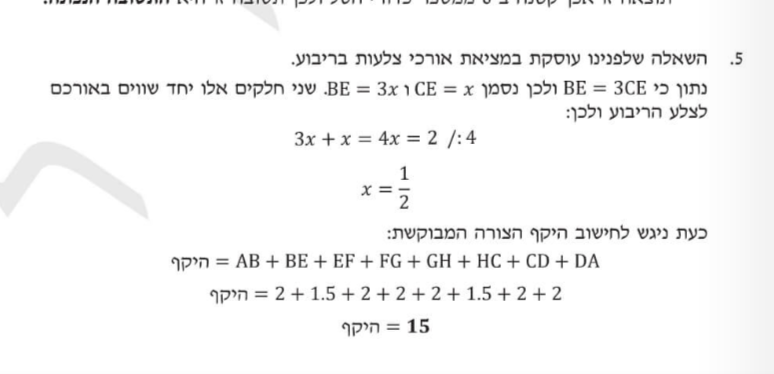 5. השאלה שלפנינו עוסקת במציאת אורכי צלעות בריבוע.
נתון כי BE = 3CE ולכן נסמן CE = x ו BE = 3x. שני חלקים אלו יחד שווים באורכם
לצלע הריבוע ולכן:
3x + x = 4x = 2 /: 4
x = 1/2
כעת ניגש לחישוב היקף הצורה המבוקשת:
היקף = AB + BE + EF + FG + GH + HC + CD + DA
היקף = 2 + 1.5 + 2 + 2 + 2 + 1.5 + 2 + 2
היקף = 15